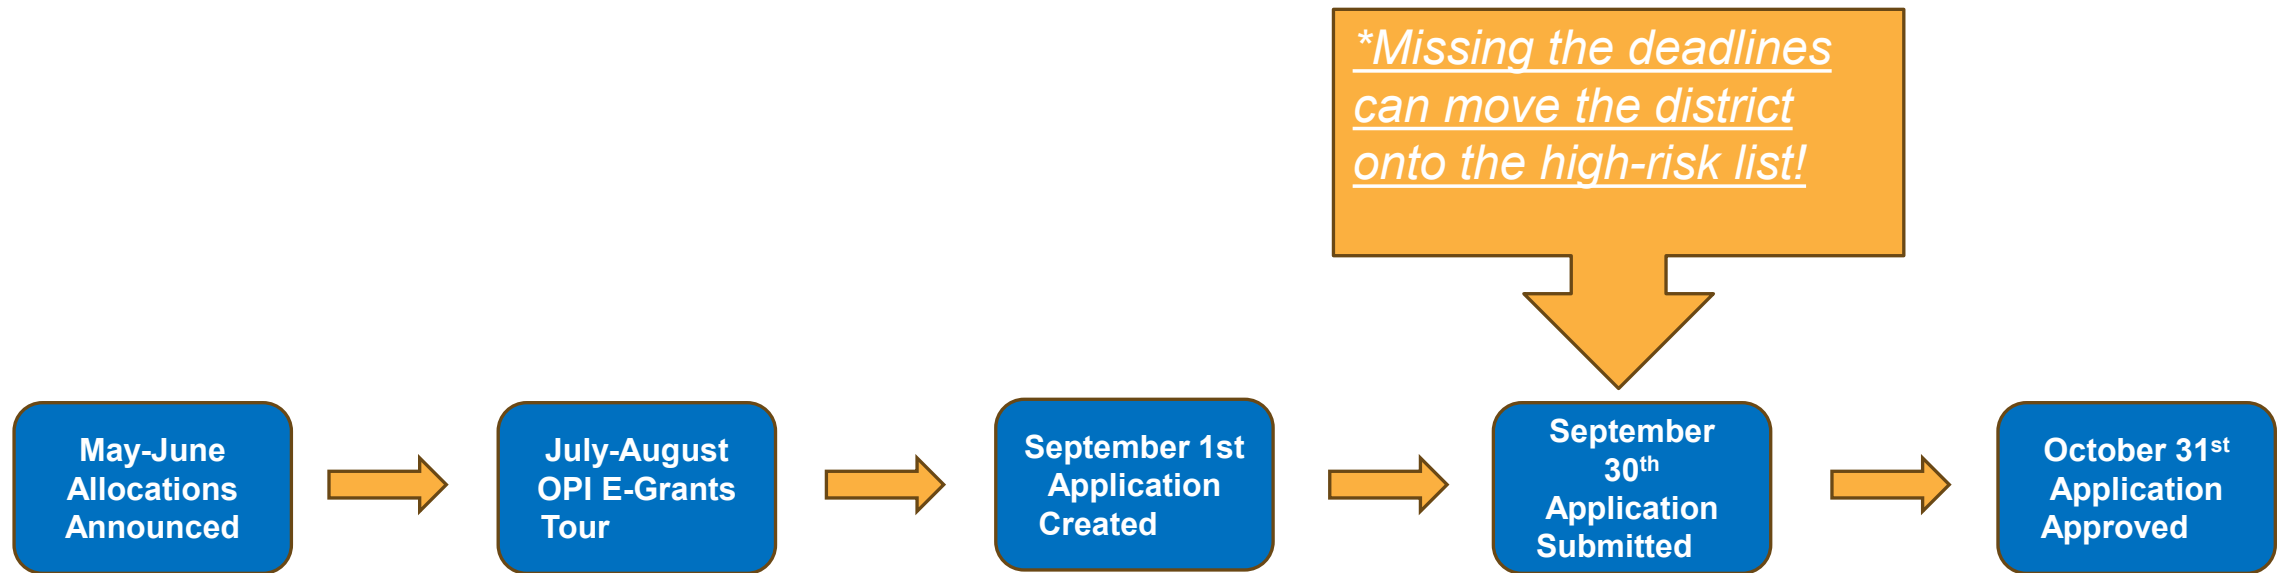 *Missing the deadlines
can move the district
onto the high-risk list!
May-June
Allocations
Announced
July-August
OPI E-Grants
Tour
September 1st
Application
Created
September
30th
Application
Submitted
October 31st
Application
Approved